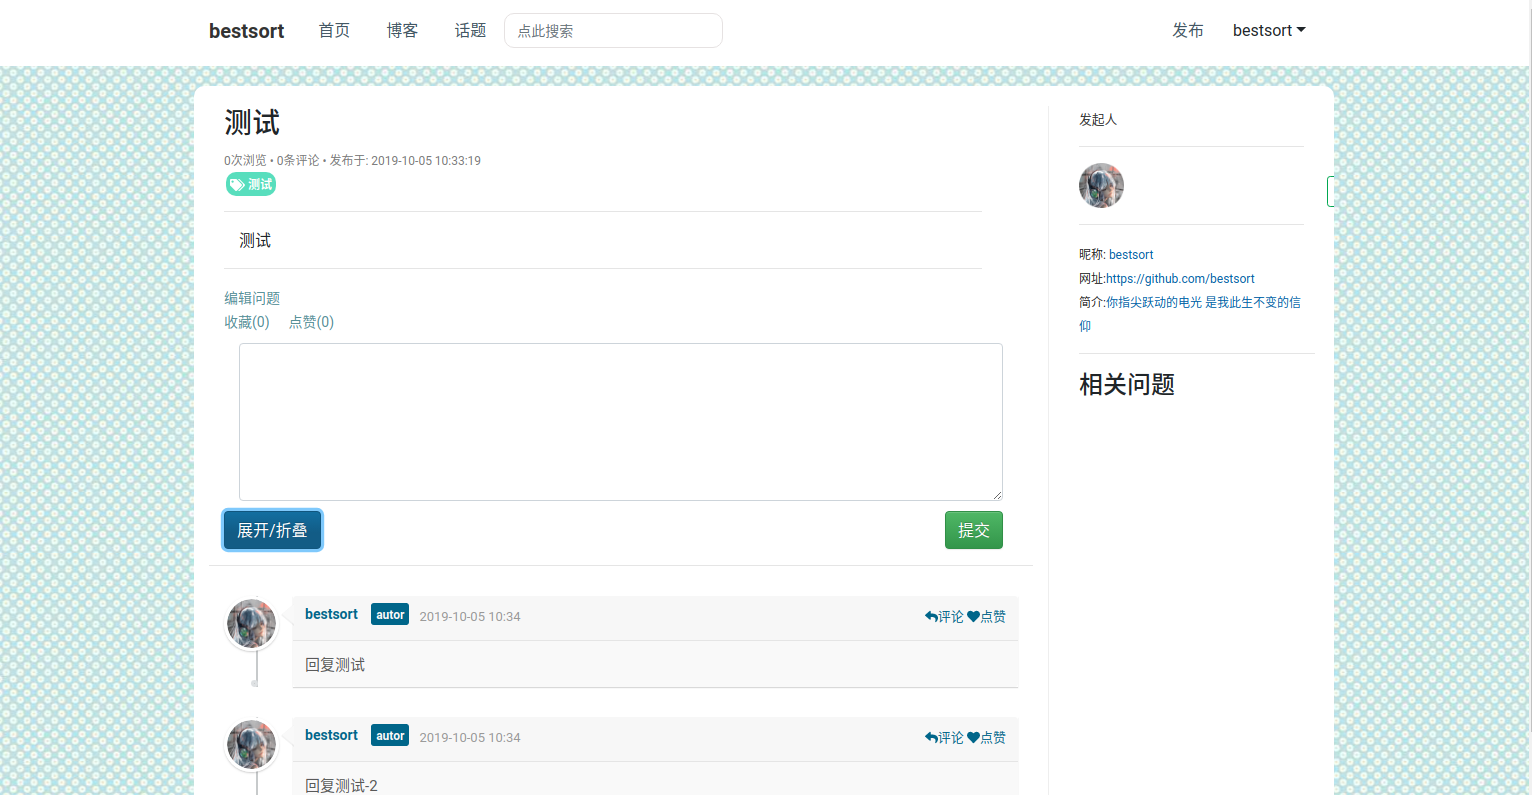 bestsort 首页 博客 话题 点此搜索 发布 bestsort
测试
0次浏览 • 0条评论 • 发布于: 2019-10-05 10:33:19
测试
测试
编辑问题
收藏(0) 点赞(0)
展开/折叠 提交
bestsort autor 2019-10-05 10:34 评论 点赞
回复测试
bestsort autor 2019-10-05 10:34 评论 点赞
回复测试-2
发起人
昵称: bestsort
网址:https://github.com/bestsort
简介:你指尖跃动的电光 是我此生不变的信
仰
相关问题